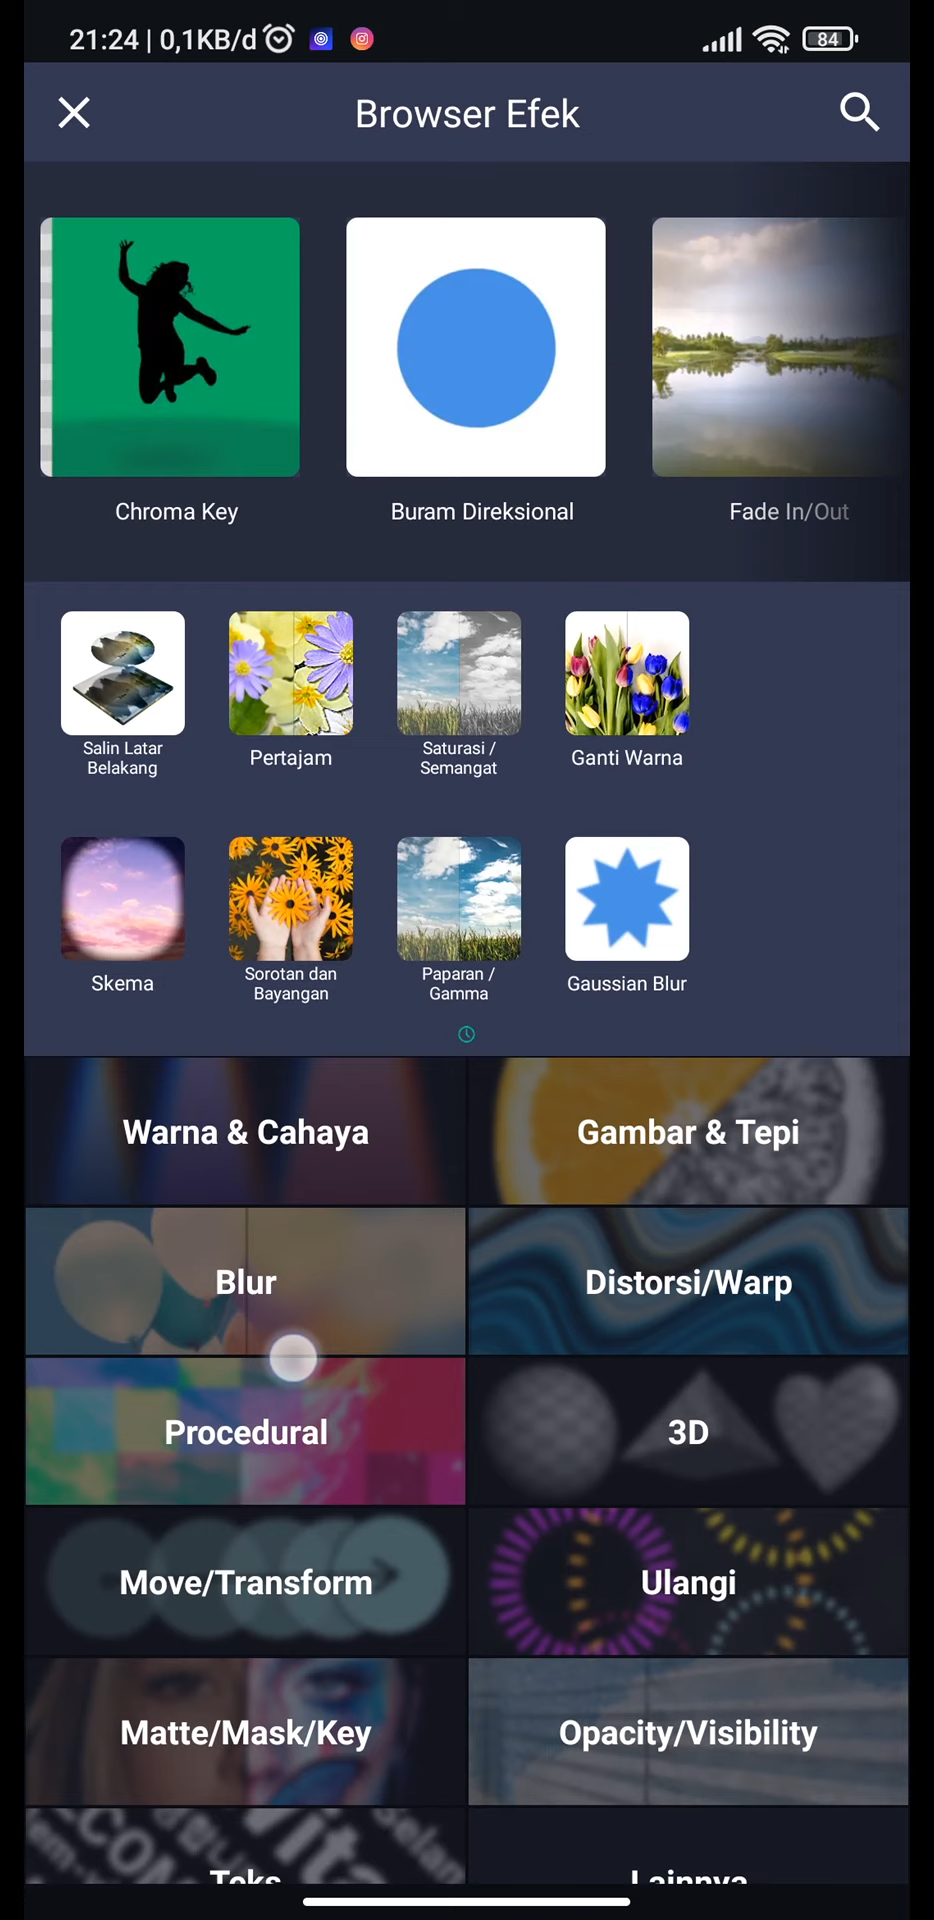 21:24 | 0,1KB/d
84
Browser Efek
Chroma Key
Buram Direksional
Fade In/Out
Salin Latar
Belakang
Pertajam
Saturasi /
Semangat
Ganti Warna
Skema
Sorotan dan
Bayangan
Paparan /
Gamma
Gaussian Blur
Warna & Cahaya
Gambar & Tepi
Blur
Distorsi/Warp
Procedural
3D
Move/Transform
Ulangi
Matte/Mask/Key
Opacity/Visibility
Teks
Lainnya